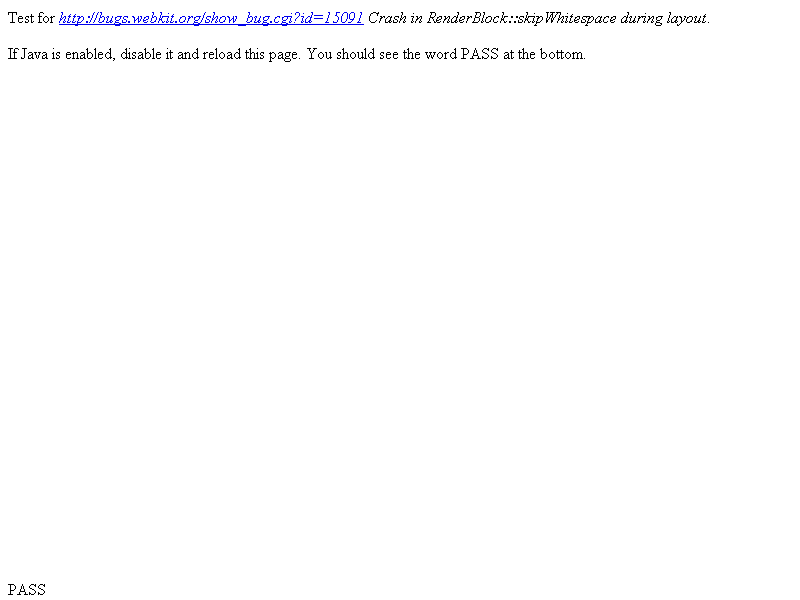 Test for http://bugs.webkit.org/show_bug.cgi?id=15091 Crash in RenderBlock::skipWhitespace during layout.
If Java is enabled, disable it and reload this page. You should see the word PASS at the bottom.
PASS